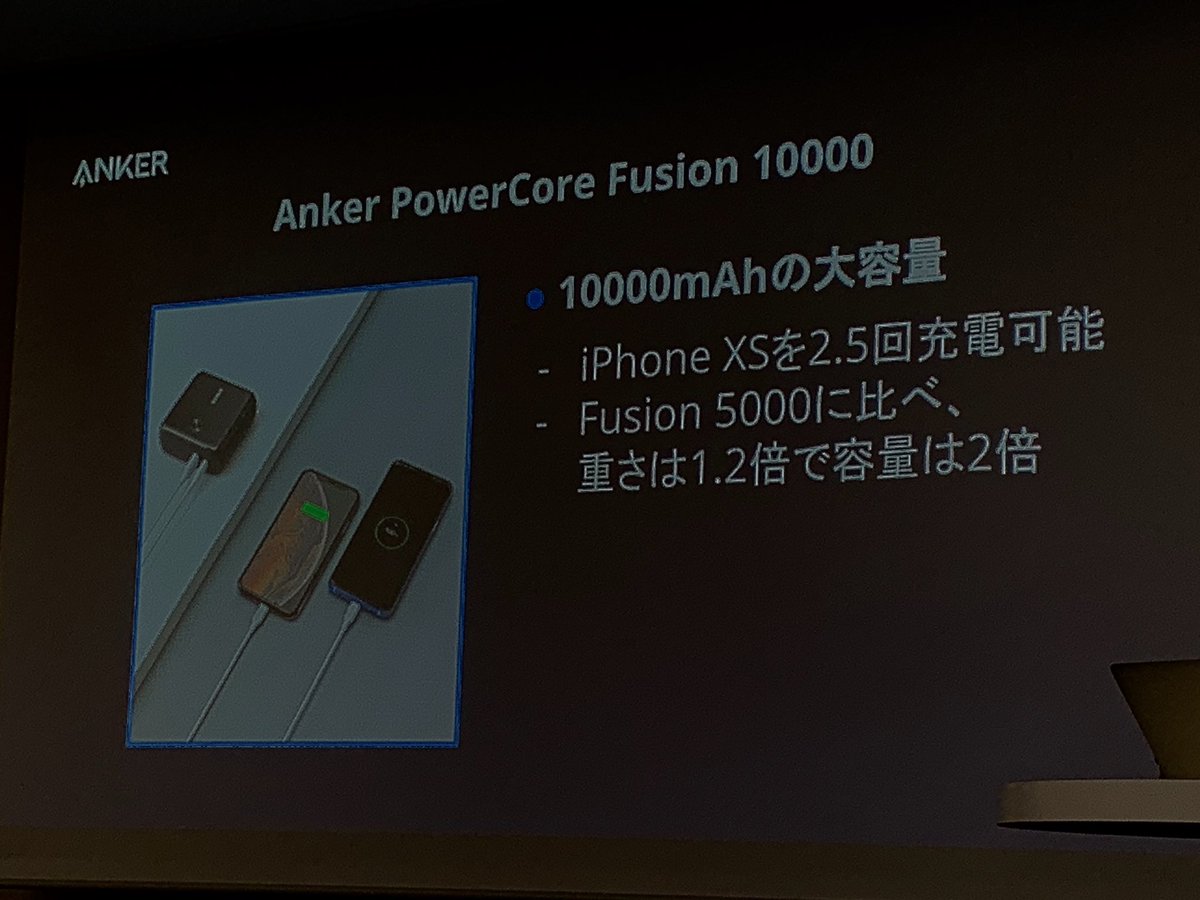 ANKER
Anker PowerCore Fusion 10000
● 10000mAhの大容量
- iPhone XSを2.5回充電可能
- Fusion 5000に比べ、
重さは1.2倍で容量は2倍